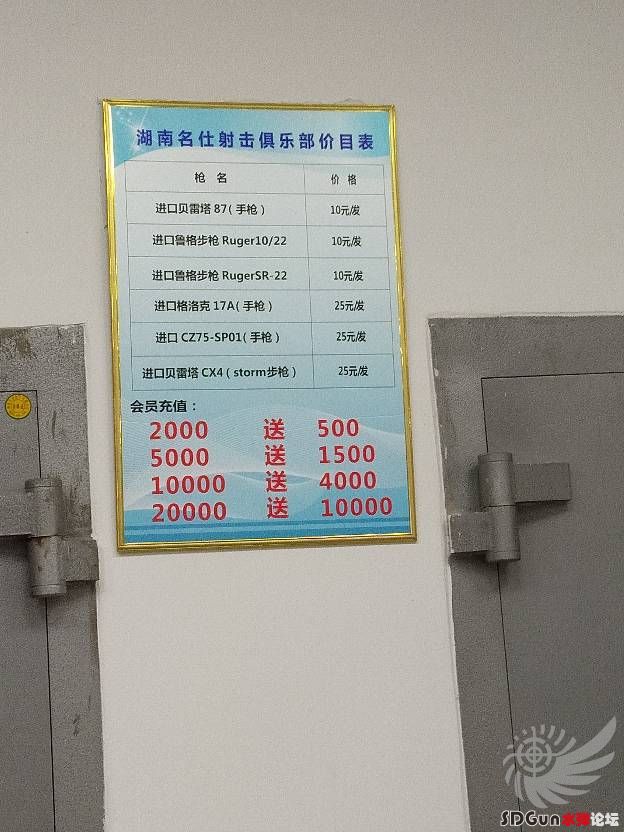 湖南名仕射击俱乐部价目表
枪 名 价 格
进口贝雷塔 87(手枪) 10元/发
进口鲁格步枪 Ruger10/22 10元/发
进口鲁格步枪 RugerSR-22 10元/发
进口格洛克 17A(手枪) 25元/发
进口 CZ75-SP01(手枪) 25元/发
进口贝雷塔 CX4(storm步枪) 25元/发
会员充值：
2000 送 500
5000 送 1500
10000 送 4000
20000 送 10000
SDGun水弹论坛